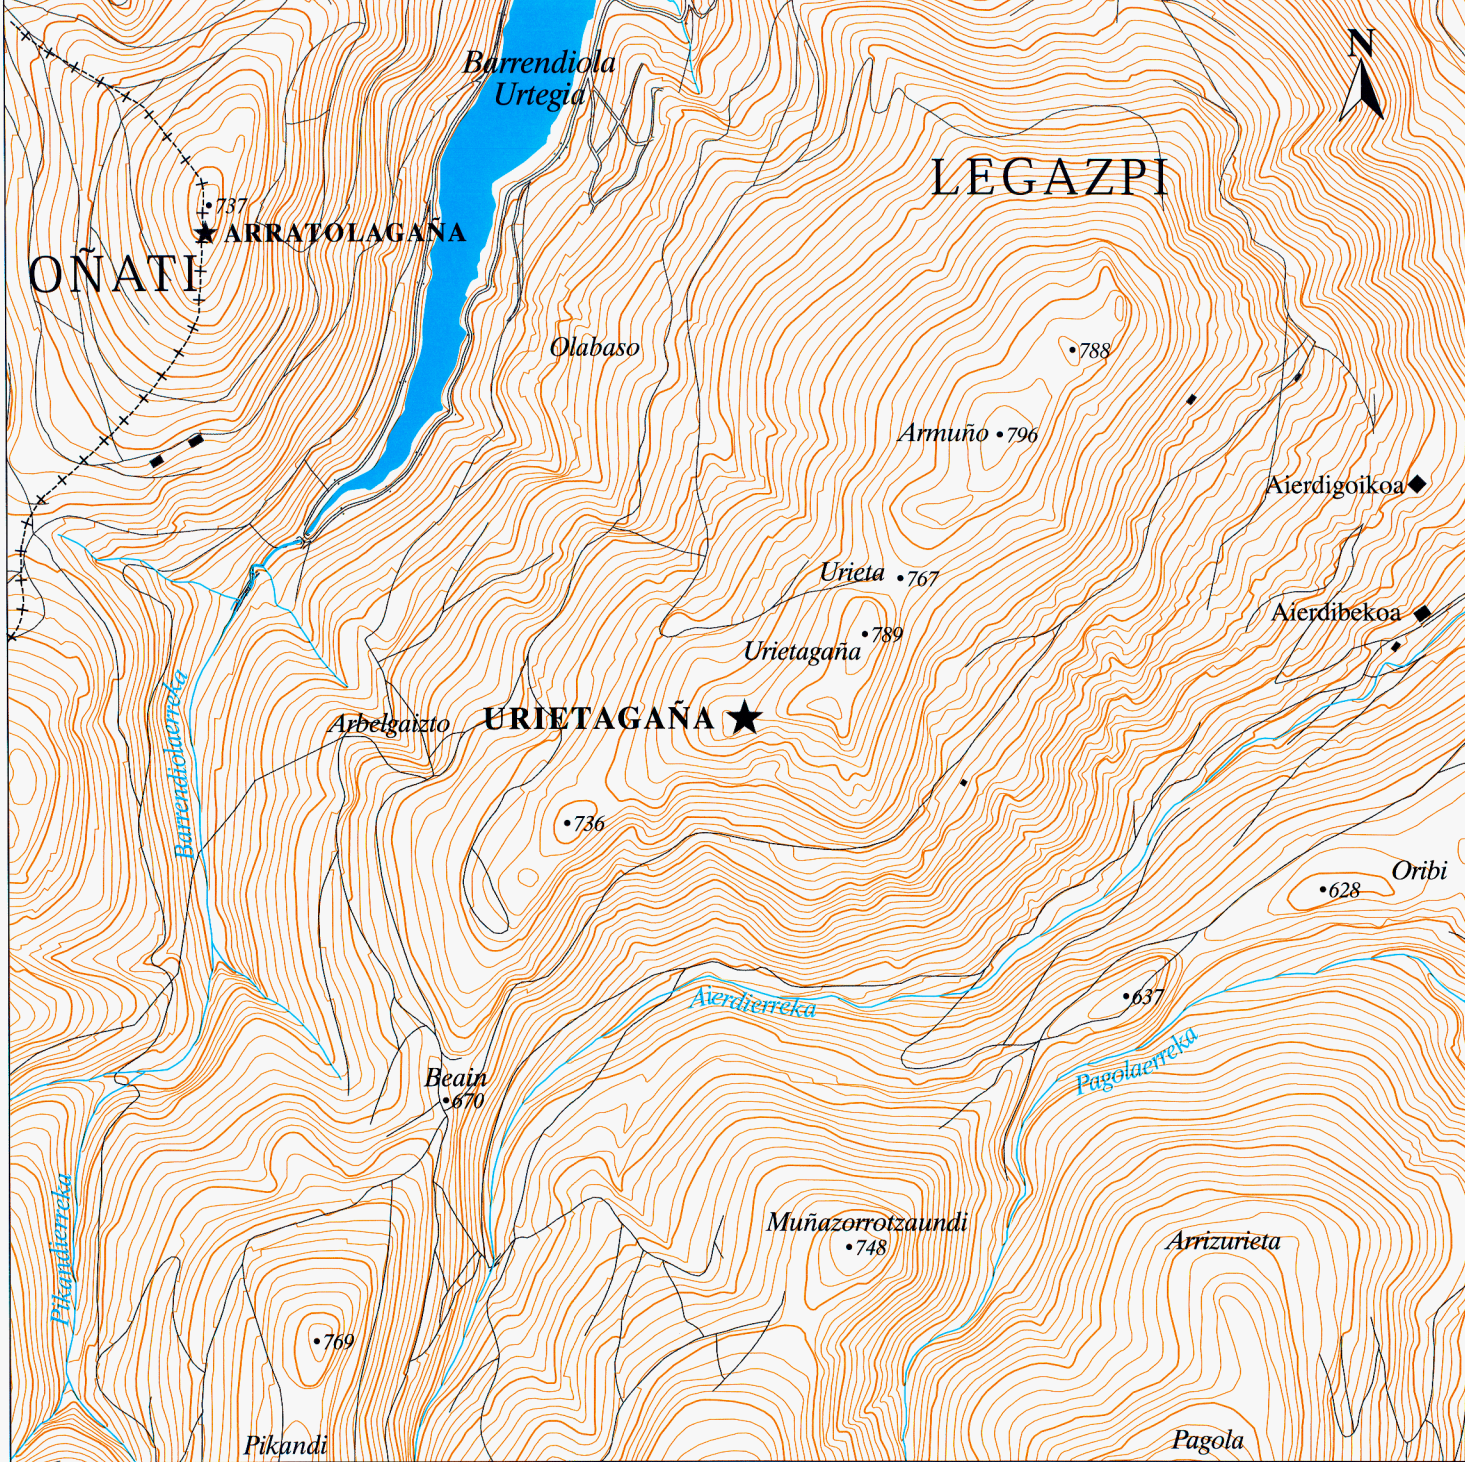 Barrendiola
Urtegia
N
LEGAZPI
737
ARRATOLAGAÑA
OÑATI
Olabaso
788
Armuño 796
Aierdigoikoa
Urieta 767
Aierdibekoa
789
Urietagaña
URIETAGAÑA
Arbelgaizto
Barrendiolaerreka
736
Oribi
628
637
Aierdierreka
Pagolaerreka
Beain
670
Pikandierreka
Muñazorrotzaundi
748
Arrizurieta
769
Pikandi
Pagola